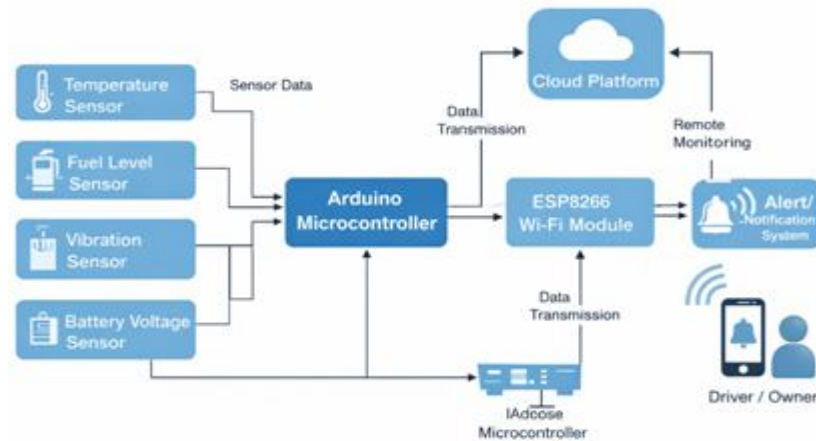 Temperature
Sensor
Fuel Level
Sensor
Vibration
Sensor
Battery Voltage
Sensor
Sensor Data
Arduino
Microcontroller
Data
Transmission
Cloud Platform
Remote
Monitoring
ESP8266
Wi-Fi Module
Alert/
Notification
System
Data
Transmission
IAdcose
Microcontroller
Driver / Owner